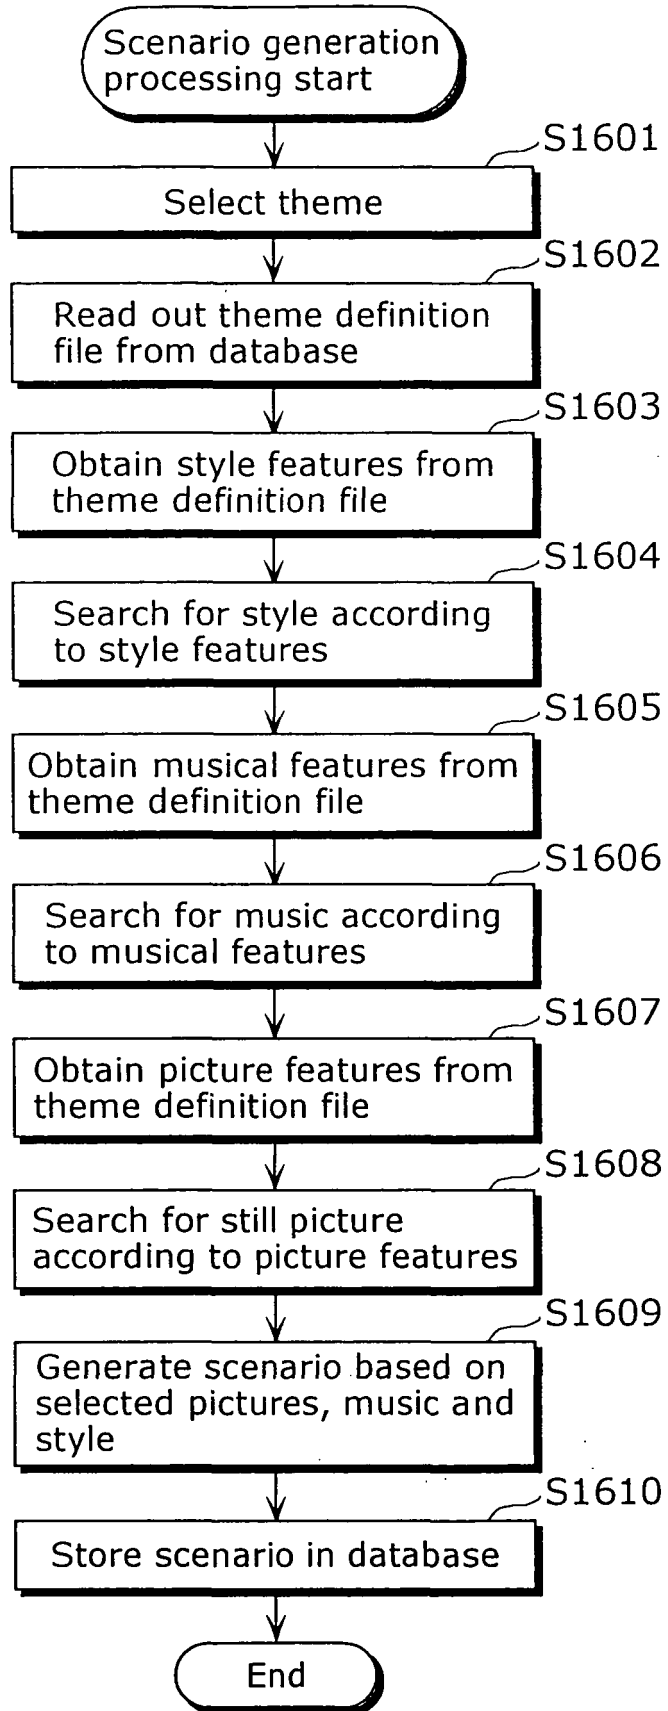 Scenario generation
processing start
S1601
Select theme
S1602
Read out theme definition
file from database
S1603
Obtain style features from
theme definition file
S1604
Search for style according
to style features
S1605
Obtain musical features from
theme definition file
S1606
Search for music according
to musical features
S1607
Obtain picture features from
theme definition file
S1608
Search for still picture
according to picture features
S1609
Generate scenario based on
selected pictures, music and
style
S1610
Store scenario in database
End